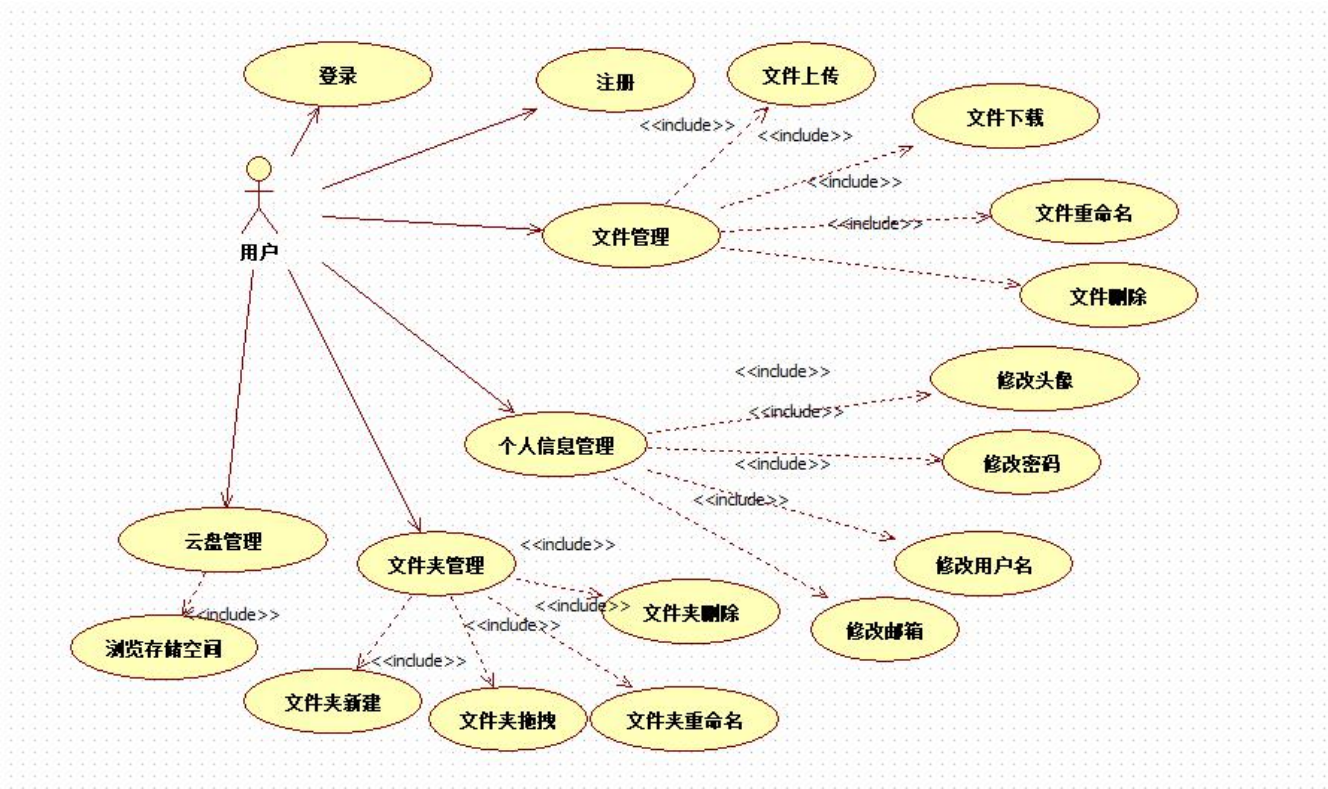 登录
注册
文件上传
文件下载
<<include>>
<<include>>
<<include>>
文件重命名
<<include>>
用户
文件管理
文件删除
<<include>>
修改头像
<<include>>
个人信息管理
<<include>>
修改密码
<<include>>
云盘管理
文件夹管理
<<include>>
修改用户名
<<include>>
文件夹删除
<<include>>
<<include>>
修改邮箱
浏览存储空间
<<include>>
文件夹新建
文件夹拖拽
文件夹重命名